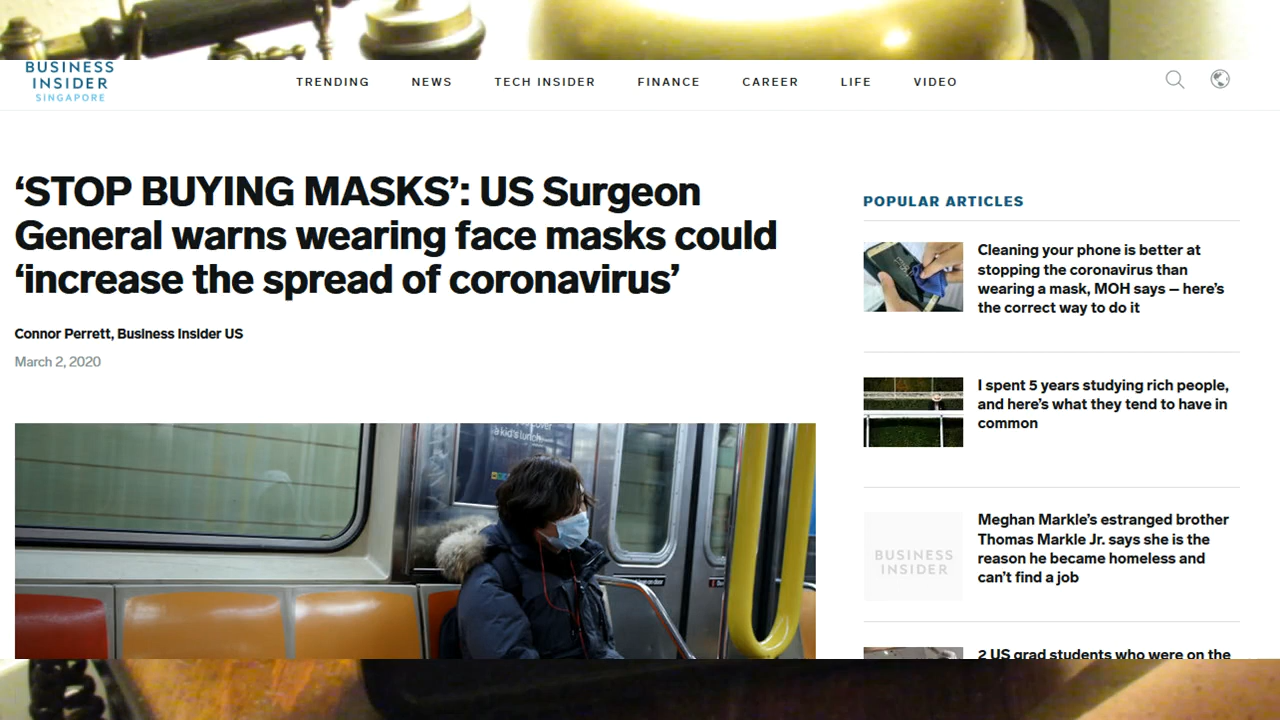 BUSINESS
INSIDER
SINGAPORE
TRENDING NEWS TECH INSIDER FINANCE CAREER LIFE VIDEO
‘STOP BUYING MASKS’: US Surgeon
General warns wearing face masks could
‘increase the spread of coronavirus’
Connor Perrett, Business Insider US
March 2, 2020
a kid's lunch.
POPULAR ARTICLES
Cleaning your phone is better at
stopping the coronavirus than
wearing a mask, MOH says – here’s
the correct way to do it
I spent 5 years studying rich people,
and here’s what they tend to have in
common
BUSINESS
INSIDER
Meghan Markle’s estranged brother
Thomas Markle Jr. says she is the
reason he became homeless and
can’t find a job
2 US grad students who were on the